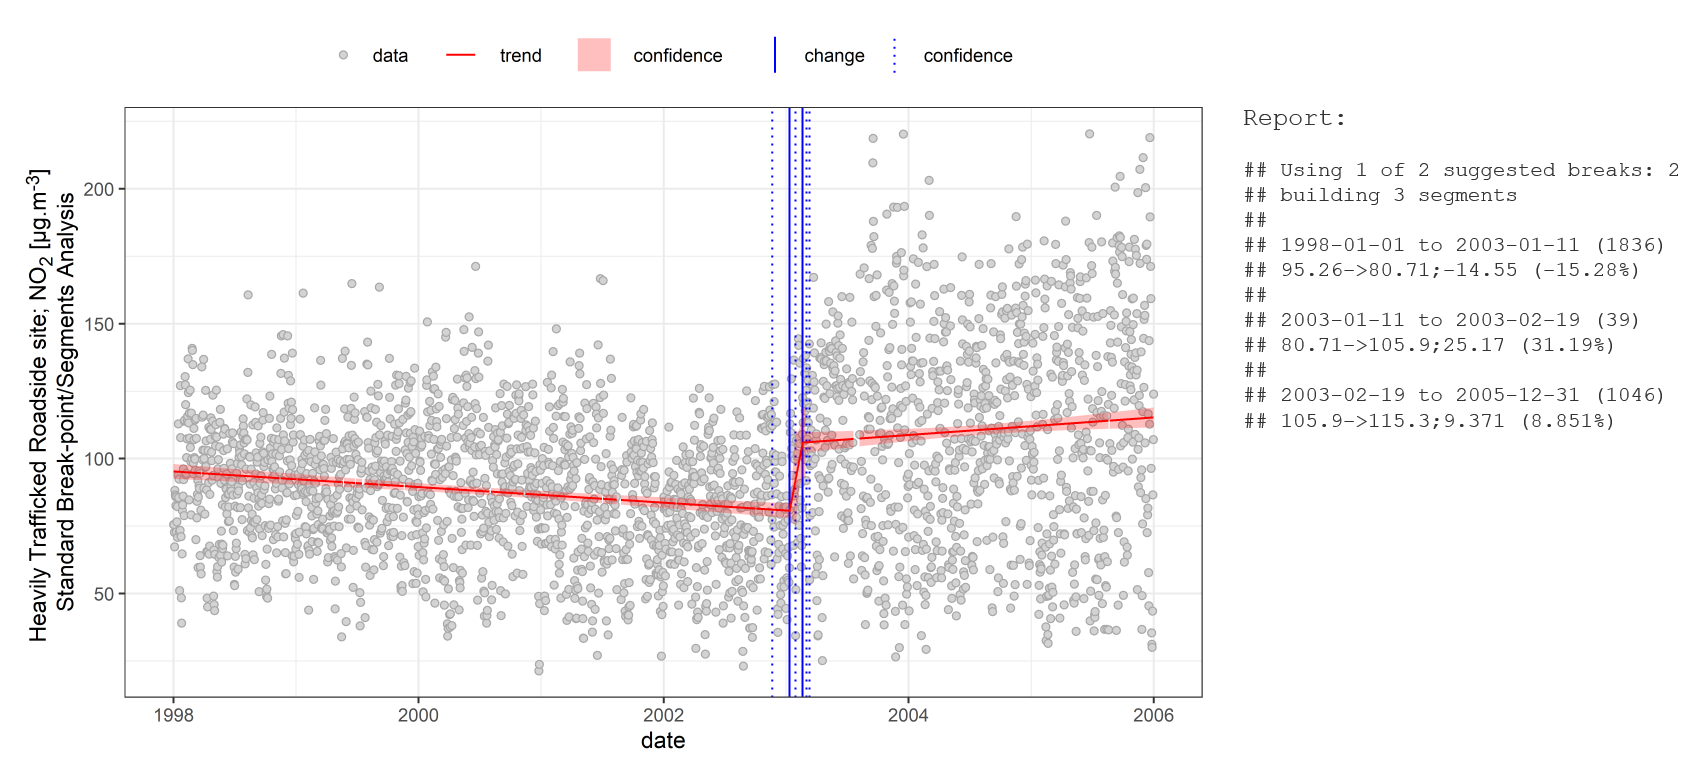 data trend confidence change confidence
Heavily Trafficked Roadside site; NO2 [µg.m-3]
Standard Break-point/Segments Analysis
200
150
100
50
1998 2000 2002 2004 2006
date
Report:
## Using 1 of 2 suggested breaks: 2
## building 3 segments
##
## 1998-01-01 to 2003-01-11 (1836)
## 95.26->80.71;-14.55 (-15.28%)
##
## 2003-01-11 to 2003-02-19 (39)
## 80.71->105.9;25.17 (31.19%)
##
## 2003-02-19 to 2005-12-31 (1046)
## 105.9->115.3;9.371 (8.851%)